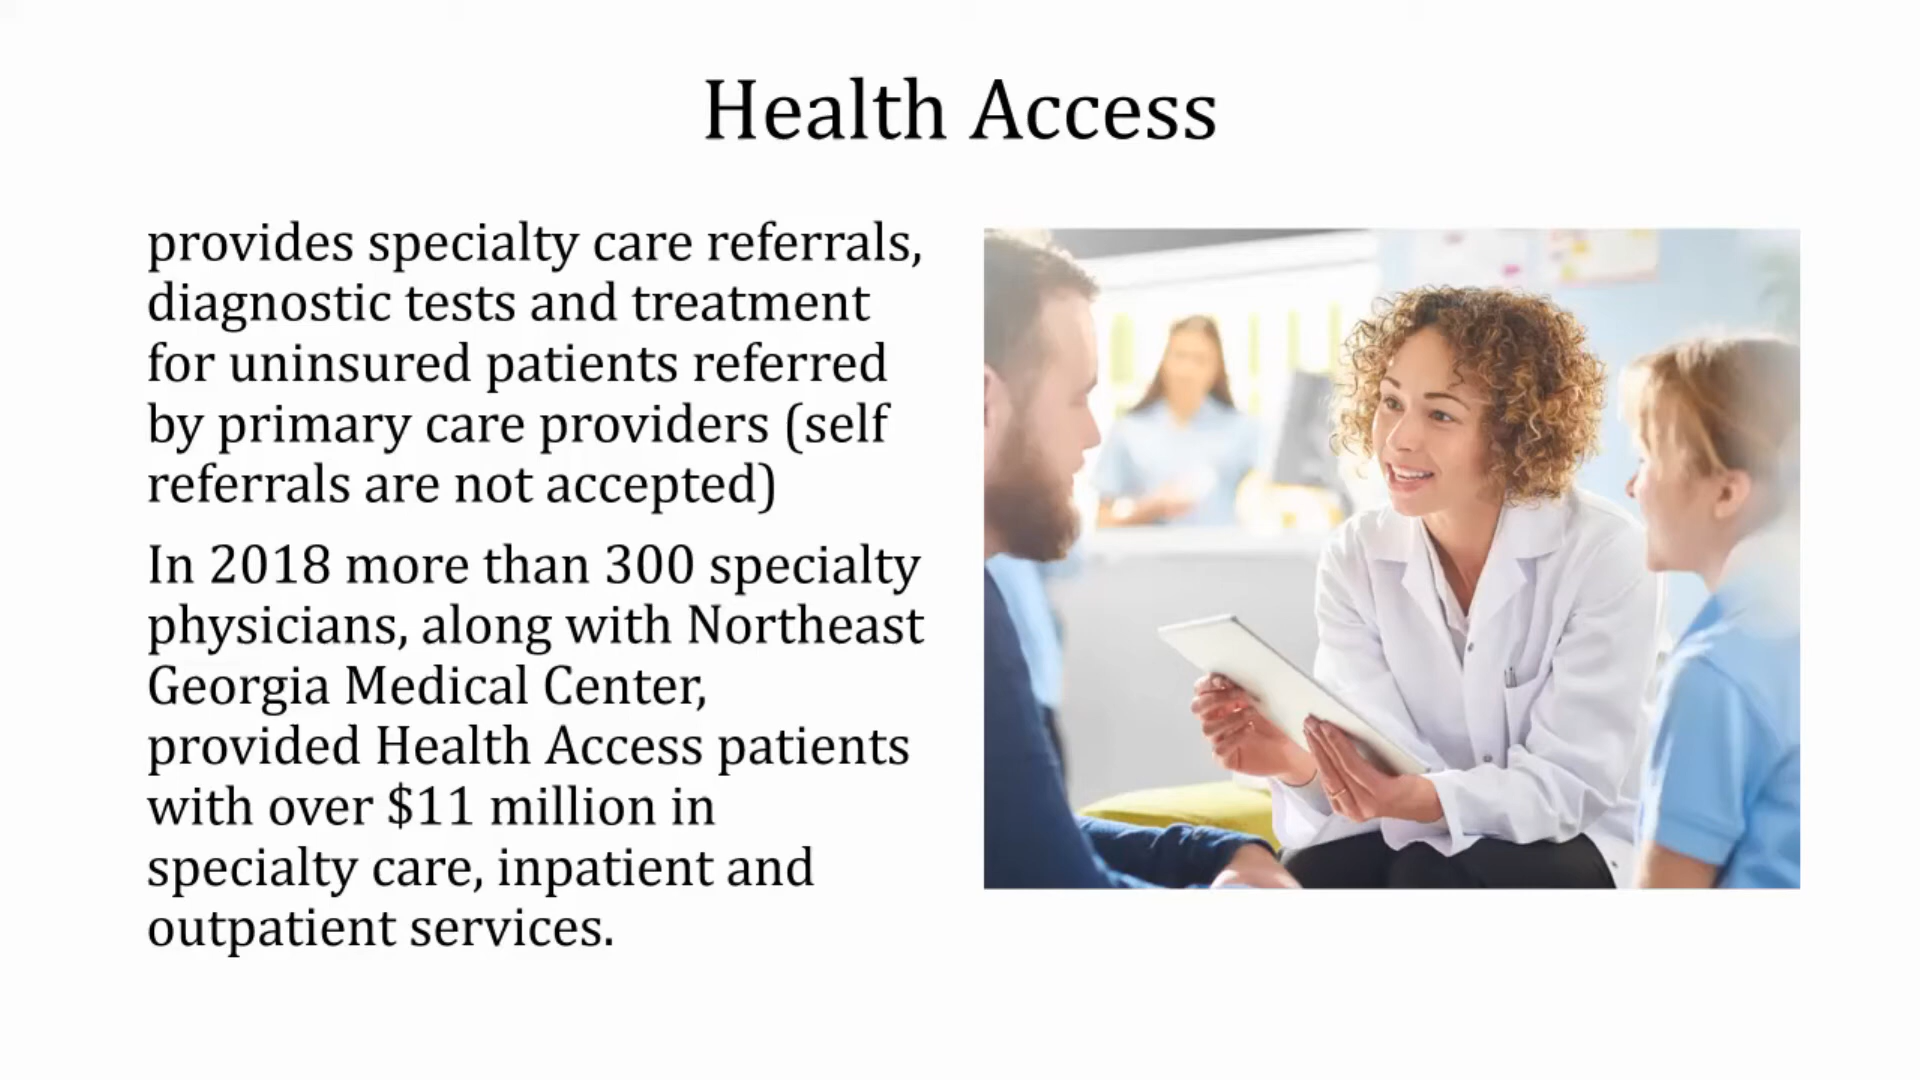 Health Access
provides specialty care referrals,
diagnostic tests and treatment
for uninsured patients referred
by primary care providers (self
referrals are not accepted)
In 2018 more than 300 specialty
physicians, along with Northeast
Georgia Medical Center,
provided Health Access patients
with over $11 million in
specialty care, inpatient and
outpatient services.